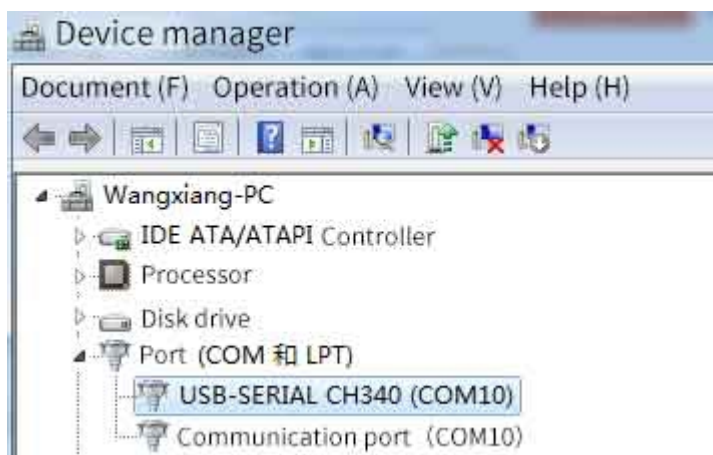 Device manager
Document (F) Operation (A) View (V) Help (H)
Wangxiang-PC
IDE ATA/ATAPI Controller
Processor
Disk drive
Port (COM 和 LPT)
USB-SERIAL CH340 (COM10)
Communication port（COM10）